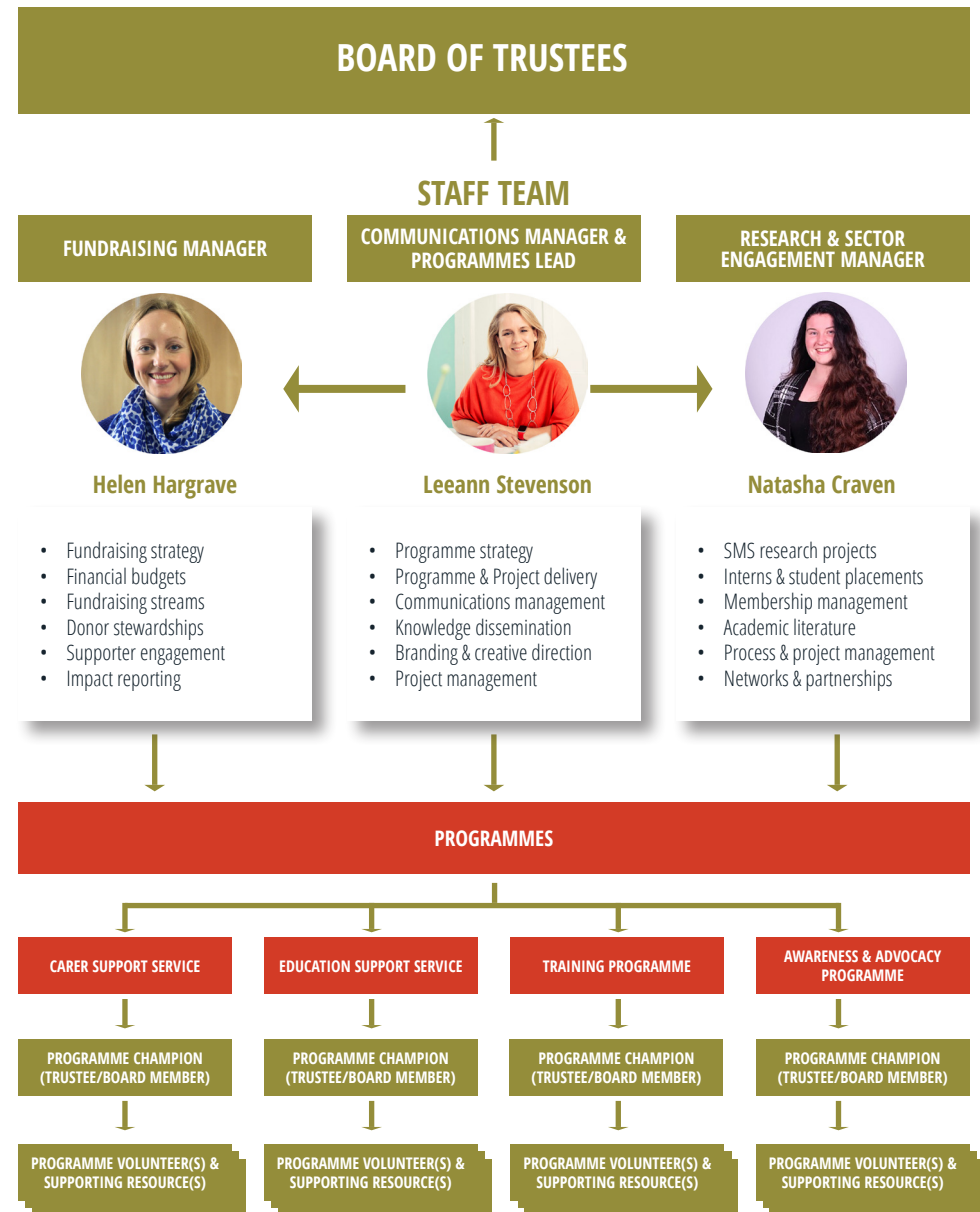 BOARD OF TRUSTEES
STAFF TEAM
FUNDRAISING MANAGER
COMMUNICATIONS MANAGER &
PROGRAMMES LEAD
RESEARCH & SECTOR
ENGAGEMENT MANAGER
Helen Hargrave
Leeann Stevenson
Natasha Craven
• Fundraising strategy
• Financial budgets
• Fundraising streams
• Donor stewardships
• Supporter engagement
• Impact reporting
• Programme strategy
• Programme & Project delivery
• Communications management
• Knowledge dissemination
• Branding & creative direction
• Project management
• SMS research projects
• Interns & student placements
• Membership management
• Academic literature
• Process & project management
• Networks & partnerships
PROGRAMMES
CARER SUPPORT SERVICE
EDUCATION SUPPORT SERVICE
TRAINING PROGRAMME
AWARENESS & ADVOCACY
PROGRAMME
PROGRAMME CHAMPION
(TRUSTEE/BOARD MEMBER)
PROGRAMME CHAMPION
(TRUSTEE/BOARD MEMBER)
PROGRAMME CHAMPION
(TRUSTEE/BOARD MEMBER)
PROGRAMME CHAMPION
(TRUSTEE/BOARD MEMBER)
PROGRAMME VOLUNTEER(S) &
SUPPORTING RESOURCE(S)
PROGRAMME VOLUNTEER(S) &
SUPPORTING RESOURCE(S)
PROGRAMME VOLUNTEER(S) &
SUPPORTING RESOURCE(S)
PROGRAMME VOLUNTEER(S) &
SUPPORTING RESOURCE(S)